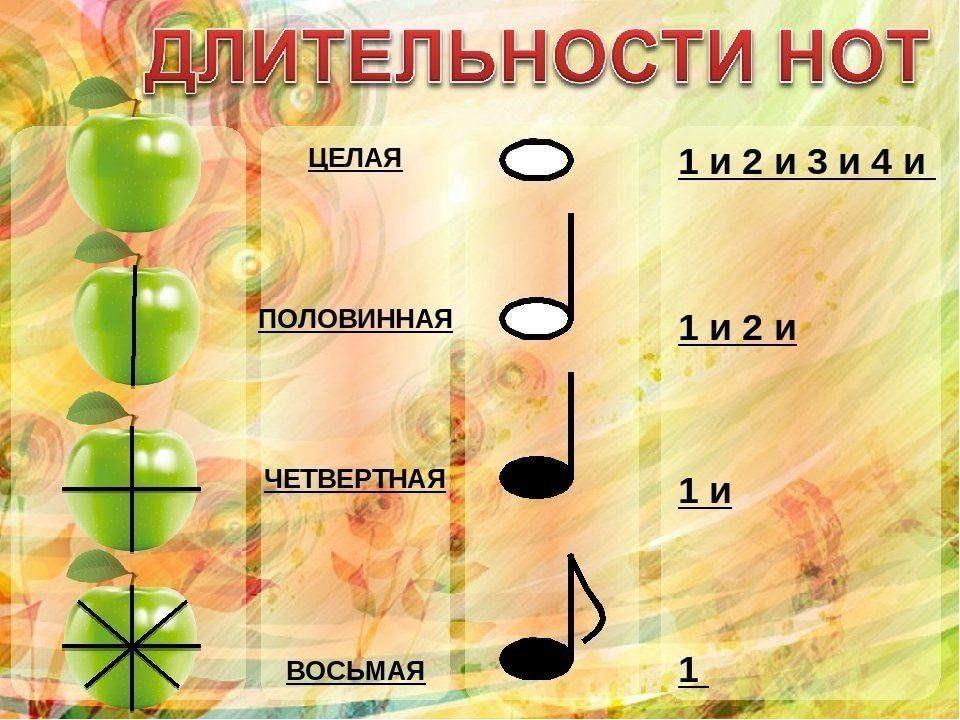 ДЛИТЕЛЬНОСТИ НОТ
ЦЕЛАЯ
1 и 2 и 3 и 4 и
ПОЛОВИННАЯ
1 и 2 и
ЧЕТВЕРТНАЯ
1 и
ВОСЬМАЯ
1